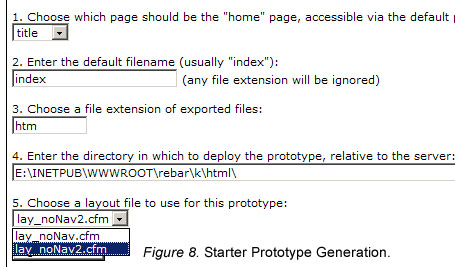 1. Choose which page should be the "home" page, accessible via the default
title
2. Enter the default filename (usually "index"):
index (any file extension will be ignored)
3. Choose a file extension of exported files:
htm
4. Enter the directory in which to deploy the prototype, relative to the server:
E:\INETPUB\WWWROOT\rebar\k\html\
5. Choose a layout file to use for this prototype:
lay_noNav2.cfm
lay_noNav.cfm
lay_noNav2.cfm
Figure 8. Starter Prototype Generation.